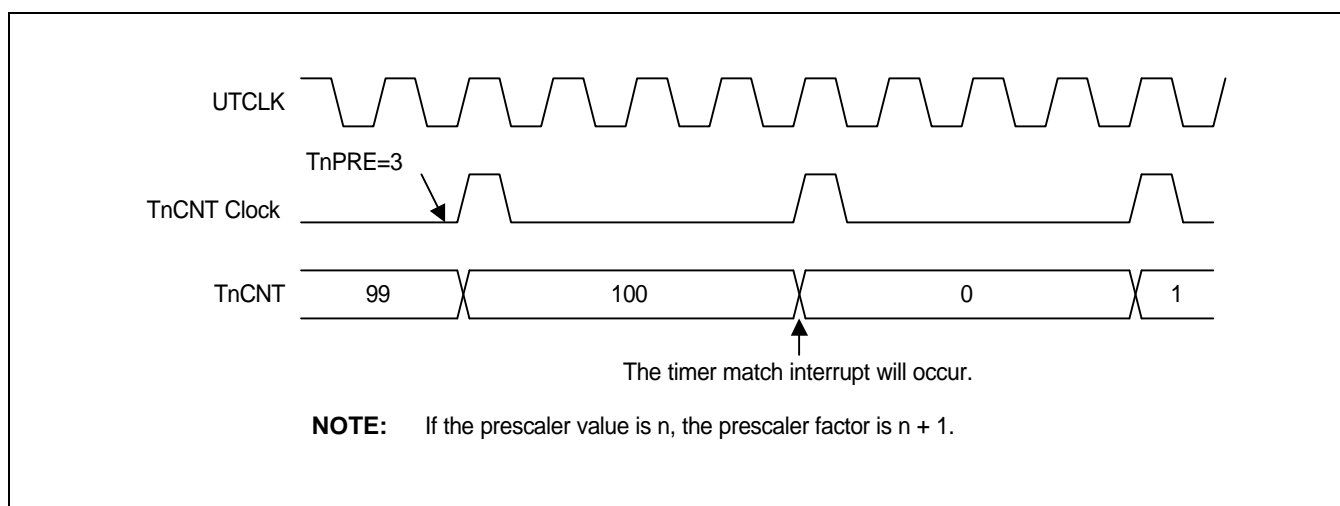 UTCLK
TnPRE=3
TnCNT Clock
TnCNT 99 100 0 1
The timer match interrupt will occur.
NOTE: If the prescaler value is n, the prescaler factor is n + 1.